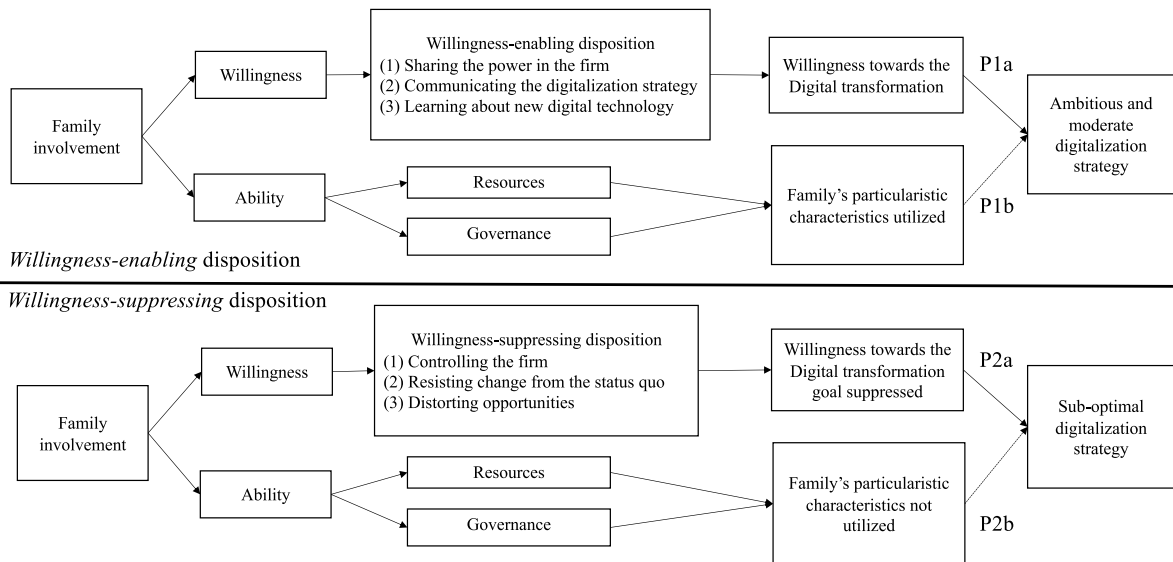 Family
involvement
Willingness
Ability
Willingness-enabling disposition
(1) Sharing the power in the firm
(2) Communicating the digitalization strategy
(3) Learning about new digital technology
Resources
Governance
Willingness towards the
Digital transformation
Family's particularistic
characteristics utilized
P1a
P1b
Ambitious and
moderate
digitalization
strategy
Willingness-enabling disposition
Willingness-suppressing disposition
Family
involvement
Willingness
Ability
Willingness-suppressing disposition
(1) Controlling the firm
(2) Resisting change from the status quo
(3) Distorting opportunities
Resources
Governance
Willingness towards the
Digital transformation
goal suppressed
Family's particularistic
characteristics not
utilized
P2a
P2b
Sub-optimal
digitalization
strategy